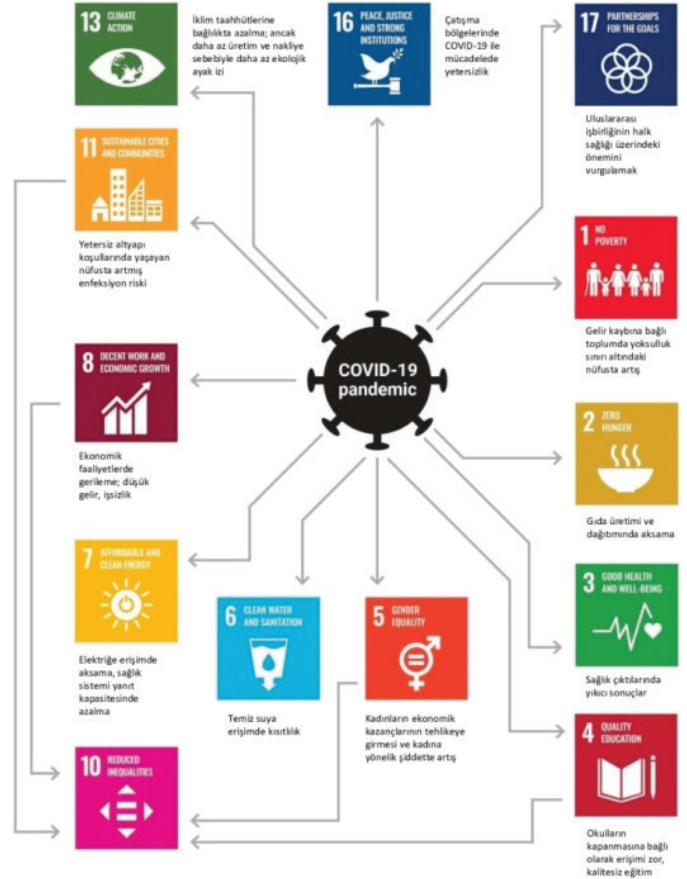 13 CLIMATE
ACTION
İklim taahhütlerine
bağlılıkta azalma; ancak
daha az üretim ve nakliye
sebebiyle daha az ekolojik
ayak izi
16 PEACE, JUSTICE
AND STRONG
INSTITUTIONS
Çatışma
bölgelerinde
COVID-19 ile
mücadelede
yetersizlik
17 PARTNERSHIPS
FOR THE GOALS
Uluslararası
işbirliğinin halk
sağlığı üzerindeki
önemini
vurgulamak
11 SUSTAINABLE CITIES
AND COMMUNITIES
Yetersiz altyapı
koşullarında yaşayan
nüfusta artmış
enfeksiyon riski
1 NO
POVERTY
Gelir kaybına bağlı
toplumda yoksulluk
sınırı altındaki
nüfusta artış
8 DECENT WORK AND
ECONOMIC GROWTH
Ekonomik
faaliyetlerde
gerileme; düşük
gelir, işsizlik
COVID-19
pandemic
2 ZERO
HUNGER
Gıda üretimi ve
dağıtımında aksama
7 AFFORDABLE AND
CLEAN ENERGY
Elektriğe erişimde
aksama, sağlık
sistemi yanıt
kapasitesinde
azalma
6 CLEAN WATER
AND SANITATION
Temiz suya
erişimde kısıtlılık
5 GENDER
EQUALITY
Kadınların ekonomik
kazançlarının tehlikeye
girmesi ve kadına
yönelik şiddette artış
3 GOOD HEALTH
AND WELL-BEING
Sağlık çıktılarında
yıkıcı sonuçlar
10 REDUCED
INEQUALITIES
4 QUALITY
EDUCATION
Okulların
kapanmasına bağlı
olarak erişimi zor,
kalitesiz eğitim